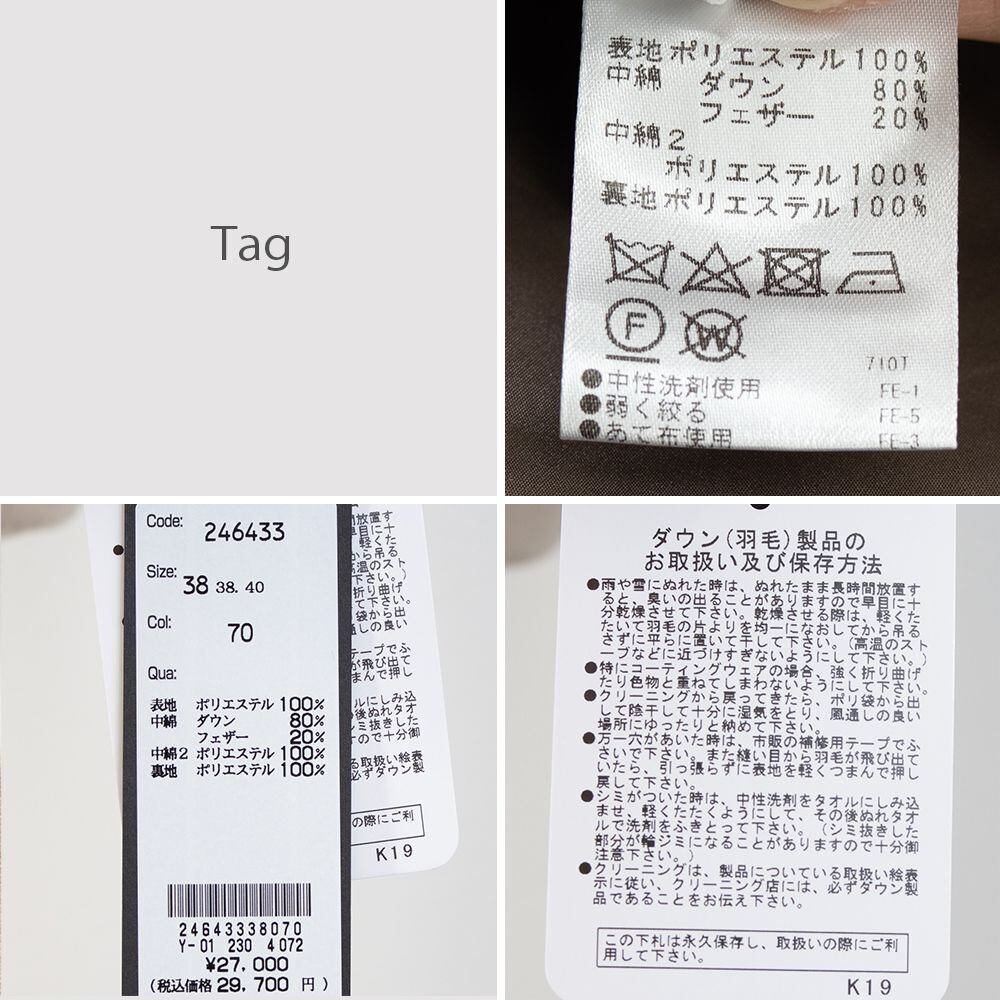 Tag
表地ポリエステル100%
中綿 ダウン 80%
フェザー 20%
中綿2
ポリエステル100%
裏地ポリエステル100%
F
W
710T
●中性洗剤使用 FE-1
●弱く絞る FE-5
●あて布使用 FE-3
Code: 246433
Size: 38 38. 40
Col: 70
Qua:
表地 ポリエステル 100%
中綿 ダウン 80%
フェザー 20%
中綿2 ポリエステル 100%
裏地 ポリエステル 100%
24643338070
Y-01 230 4072
¥27,000
(税込価格 29,700 円)
の際にご利
K19
ダウン(羽毛)製品の
お取扱い及び保存方法
●雨や雪にぬれた時は、ぬれたまま長時間放置す
ると、臭いの出ることがありますので早目に十
分乾燥させて下さい。乾燥させる際は、軽くた
たいて羽毛の片よりを均一になおしてから吊る
さずに平らに置いて干して下さい。(高温のスト
ーブなどに近づけすぎないようにして下さい。)
●特にコーティングウェアの場合、強く折り曲げ
たり色物と重ねてしまわないようにして下さい。
●クリーニングから戻ってきたら、ポリ袋から出
して陰干して十分に湿気をとり、風通しの良い
場所にゆったりと納めて下さい。
●万一穴があいた時は、市販の補修用テープでふ
さいで下さい。また縫い目から羽毛が飛び出て
いたら、引っ張らずに表地を軽くつまんで押し
戻して下さい。
●シミがついた時は、中性洗剤をタオルにしみ込
ませ、軽くたたくようにして、その後ぬれタオ
ルで洗剤をふきとって下さい。(シミ抜きした
部分が輪ジミになることがありますので十分御
注意下さい。)
●クリーニングは、製品についている取扱い絵表
示に従い、クリーニング店には、必ずダウン製
品であることをお伝え下さい。
この下札は永久保存し、取扱いの際にご利
用して下さい。
K19